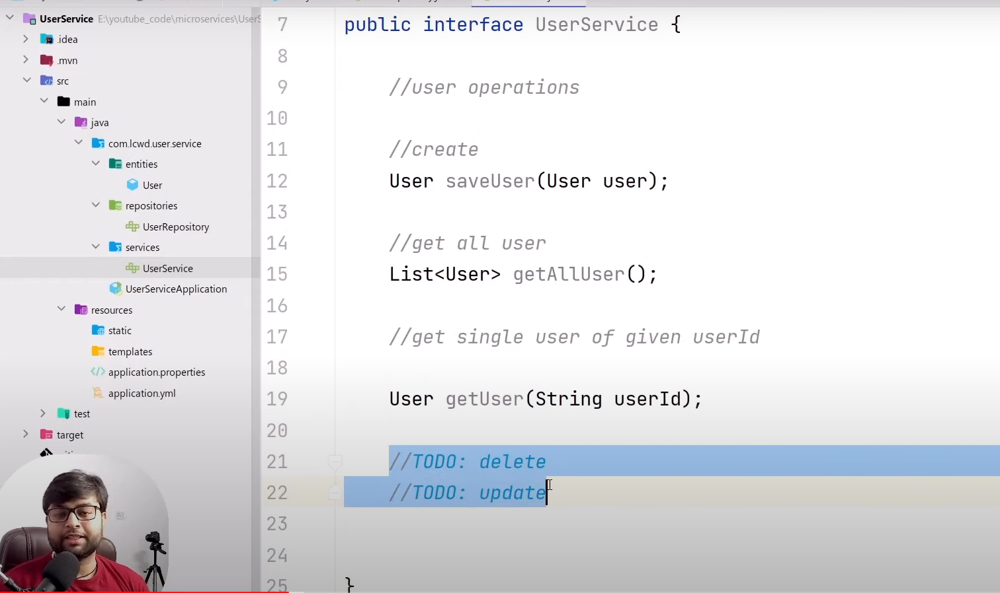 UserService E:\youtube_code\microservices\UserS
.idea
.mvn
src
main
java
com.lcwd.user.service
entities
User
repositories
UserRepository
services
UserService
UserServiceApplication
resources
static
templates
application.properties
application.yml
test
target
7 public interface UserService {
8
9 //user operations
10
11 //create
12 User saveUser(User user);
13
14 //get all user
15 List<User> getAllUser();
16
17 //get single user of given userId
18
19 User getUser(String userId);
20
21 //TODO: delete
22 //TODO: update
23
24
25 }